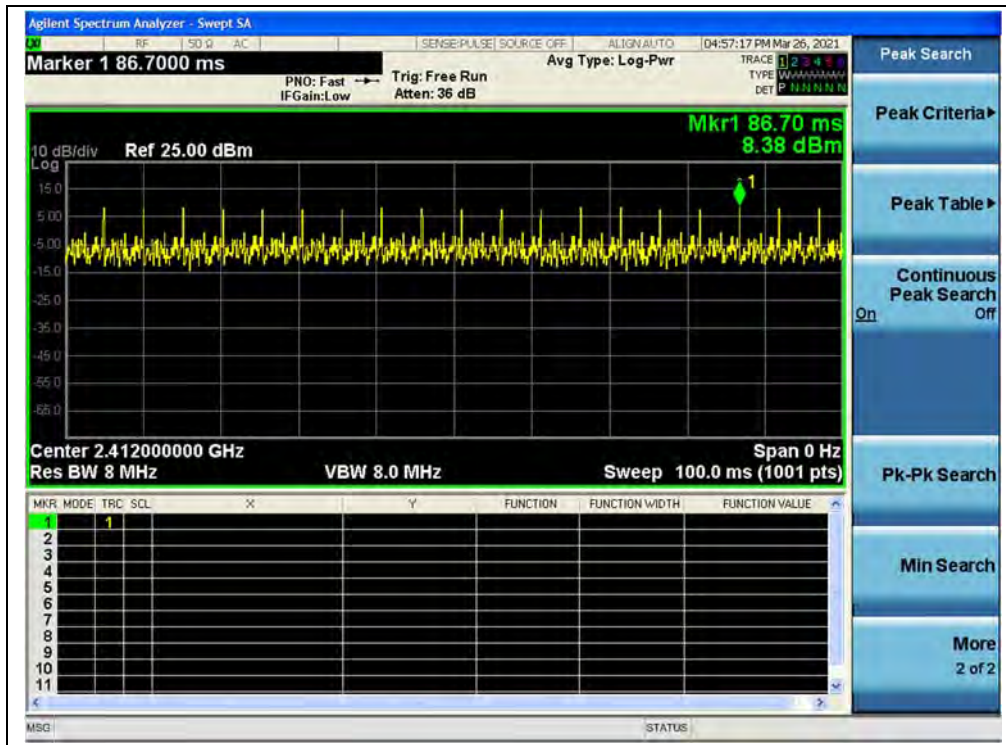 Agilent Spectrum Analyzer - Swept SA
RF 50 Ω AC SENSE:PULSE SOURCE OFF ALIGNAUTO 04:57:17 PM Mar 26, 2021
Marker 1 86.7000 ms
PNO: Fast
IFGain:Low
Trig: Free Run
Atten: 36 dB
Avg Type: Log-Pwr
TRACE 1 2 3 4 5 6
TYPE
DET P N N N N N
Mkr1 86.70 ms
8.38 dBm
10 dB/div Ref 25.00 dBm
Log
1
15.0
5.00
-5.00
-15.0
-25.0
-35.0
-45.0
-55.0
-65.0
Center 2.412000000 GHz Span 0 Hz
Res BW 8 MHz VBW 8.0 MHz Sweep 100.0 ms (1001 pts)
MKR MODE TRC SCL X Y FUNCTION FUNCTION WIDTH FUNCTION VALUE
1 1
2
3
4
5
6
7
8
9
10
11
MSG STATUS
Peak Search
Peak Criteria
Peak Table
Continuous
Peak Search
On Off
Pk-Pk Search
Min Search
More
2 of 2